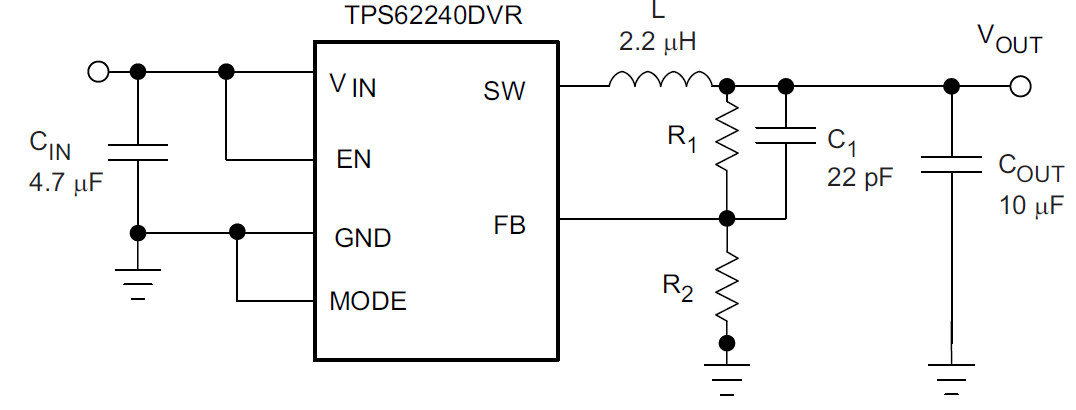 TPS62240DVR
L
2.2 μH
VOUT
VIN
SW
R1
C1
22 pF
CIN
4.7 μF
EN
COUT
10 μF
GND
FB
MODE
R2